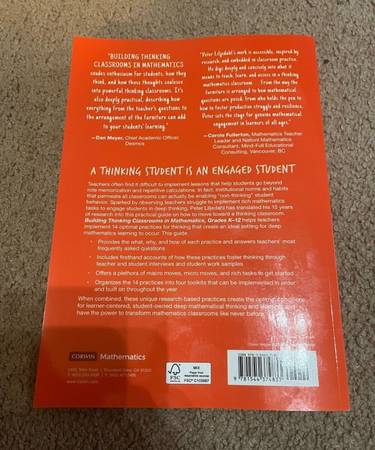 "BUILDING THINKING
CLASSROOMS IN MATHEMATICS
exudes enthusiasm for students, how they
think, and how these thoughts coalesce
into powerful thinking classrooms. It's
also deeply practical, describing how
everything from the teacher's questions to
the arrangement of the furniture can
add to your students' learning."
—Dan Meyer, Chief Academic Officer,
Desmos
"Peter Liljedahl's work is accessible, inspired by
research, and embedded in classroom practice.
He digs deeply and concisely into what it
means to teach, learn, and assess in a thinking
mathematics classroom. . . . From the way the
furniture is arranged to how mathematical
questions are posed, from who holds the pen to
how to foster productive struggle and resilience,
Peter sets the stage for genuine mathematical
engagement in learners of all ages."
—Carole Fullerton, Mathematics Teacher
Leader and Natural Mathematics
Consultant, Mind-Full Educational
Consulting, Vancouver, BC
A THINKING STUDENT IS AN ENGAGED STUDENT
Teachers often find it difficult to implement lessons that help students go beyond
rote memorization and repetitive calculations. In fact, institutional norms and habits
that permeate all classrooms can actually be enabling "non-thinking" student
behavior. Sparked by observing teachers struggle to implement rich mathematics
tasks to engage students in deep thinking, Peter Liljedahl has translated his 15 years
of research into this practical guide on how to move toward a thinking classroom.
Building Thinking Classrooms in Mathematics, Grades K–12 helps teachers
implement 14 optimal practices for thinking that create an ideal setting for deep
mathematics learning to occur. This guide
• Provides the what, why, and how of each practice and answers teachers' most
frequently asked questions
• Includes firsthand accounts of how these practices foster thinking through
teacher and student interviews and student work samples
• Offers a plethora of macro moves, micro moves, and rich tasks to get started
• Organizes the 14 practices into four toolkits that can be implemented in order
and built on throughout the year
When combined, these unique research-based practices create the optimal conditions
for learner-centered, student-owned deep mathematical thinking and learning, and
have the power to transform mathematics classrooms like never before.
CORWIN Mathematics
FSC
MIX
9 781544 374833